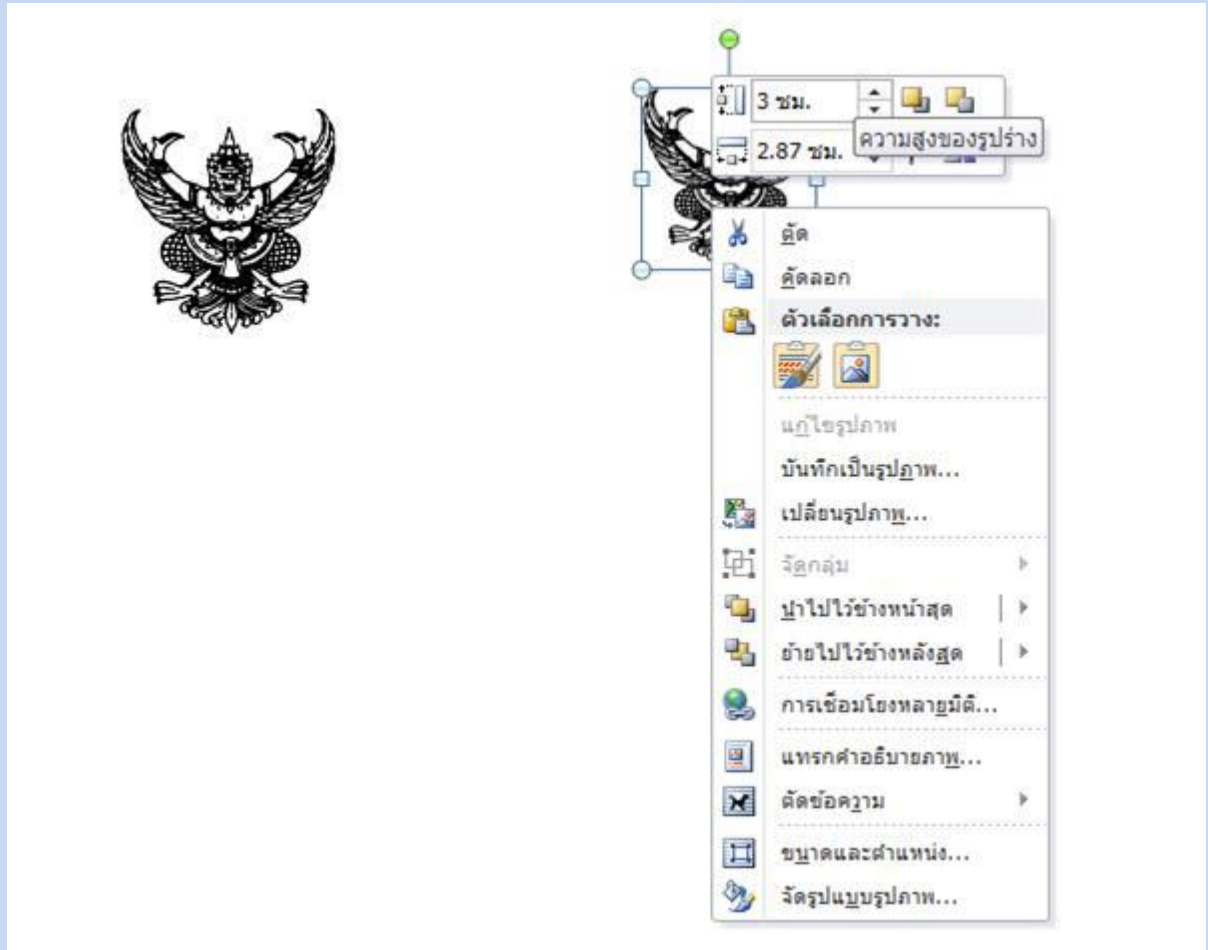 3 ซม.
ความสูงของรูปร่าง
2.87 ซม.
ตัด
คัดลอก
ตัวเลือกการวาง:
แก้ไขรูปภาพ
บันทึกเป็นรูปภาพ...
เปลี่ยนรูปภาพ...
จัดกลุ่ม
นำไปไว้ข้างหน้าสุด
ย้ายไปไว้ข้างหลังสุด
การเชื่อมโยงหลายมิติ...
แทรกคำอธิบายภาพ...
ตัดข้อความ
ขนาดและตำแหน่ง...
จัดรูปแบบรูปภาพ...